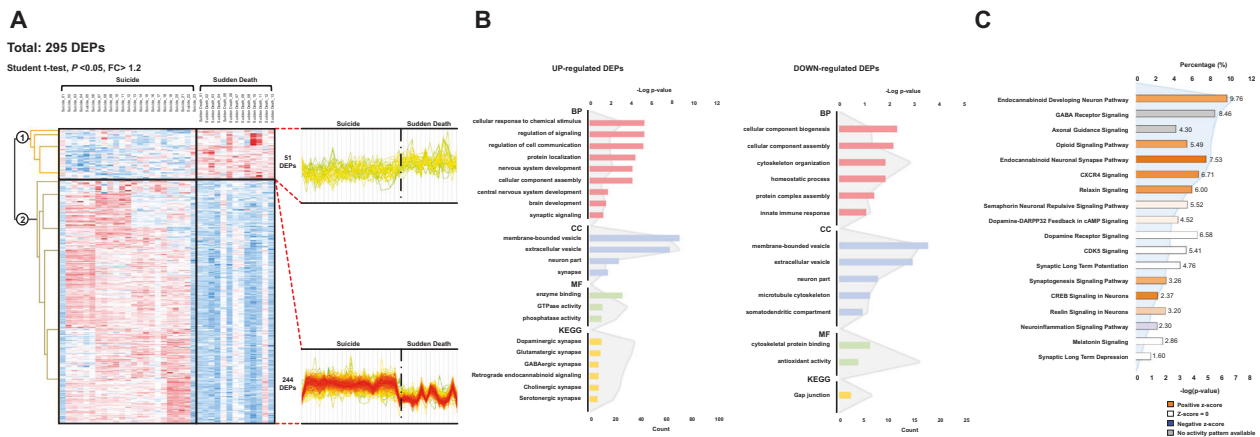 A
Total: 295 DEPs
Student t-test, P <0.05, FC> 1.2
Suicide
Sudden Death
1
2
Suicide
Sudden Death
51
DEPs
Suicide
Sudden Death
244
DEPs
B
UP-regulated DEPs
-Log p-value
0 2 4 6 8 10 12
BP
cellular response to chemical stimulus
regulation of signaling
regulation of cell communication
protein localization
nervous system development
cellular component assembly
central nervous system development
brain development
synaptic signaling
CC
membrane-bounded vesicle
extracellular vesicle
neuron part
synapse
MF
enzyme binding
GTPase activity
phosphatase activity
KEGG
Dopaminergic synapse
Glutamatergic synapse
GABAergic synapse
Retrograde endocannabinoid signaling
Cholinergic synapse
Serotonergic synapse
0 30 60 90 120
Count
DOWN-regulated DEPs
-Log p-value
0 1 2 3 4 5
BP
cellular component biogenesis
cellular component assembly
cytoskeleton organization
homeostatic process
protein complex assembly
innate immune response
CC
membrane-bounded vesicle
extracellular vesicle
neuron part
microtubule cytoskeleton
somatodendritic compartment
MF
cytoskeletal protein binding
antioxidant activity
KEGG
Gap junction
0 5 10 15 20 25
Count
C
Percentage (%)
0 2 4 6 8 10 12
Endocannabinoid Developing Neuron Pathway 9.76
GABA Receptor Signaling 8.46
Axonal Guidance Signaling 4.30
Opioid Signaling Pathway 5.49
Endocannabinoid Neuronal Synapse Pathway 7.53
CXCR4 Signaling 6.71
Relaxin Signaling 6.00
Semaphorin Neuronal Repulsive Signaling Pathway 5.52
Dopamine-DARPP32 Feedback in cAMP Signaling 4.52
Dopamine Receptor Signaling 6.58
CDK5 Signaling 5.41
Synaptic Long Term Potentiation 4.76
Synaptogenesis Signaling Pathway 3.26
CREB Signaling in Neurons 2.37
Reelin Signaling in Neurons 3.20
Neuroinflammation Signaling Pathway 2.30
Melatonin Signaling 2.86
Synaptic Long Term Depression 1.60
0 1 2 3 4 5 6 7 8 9 10
-log(p-value)
Positive z-score
Z-score = 0
Negative z-score
No activity pattern available